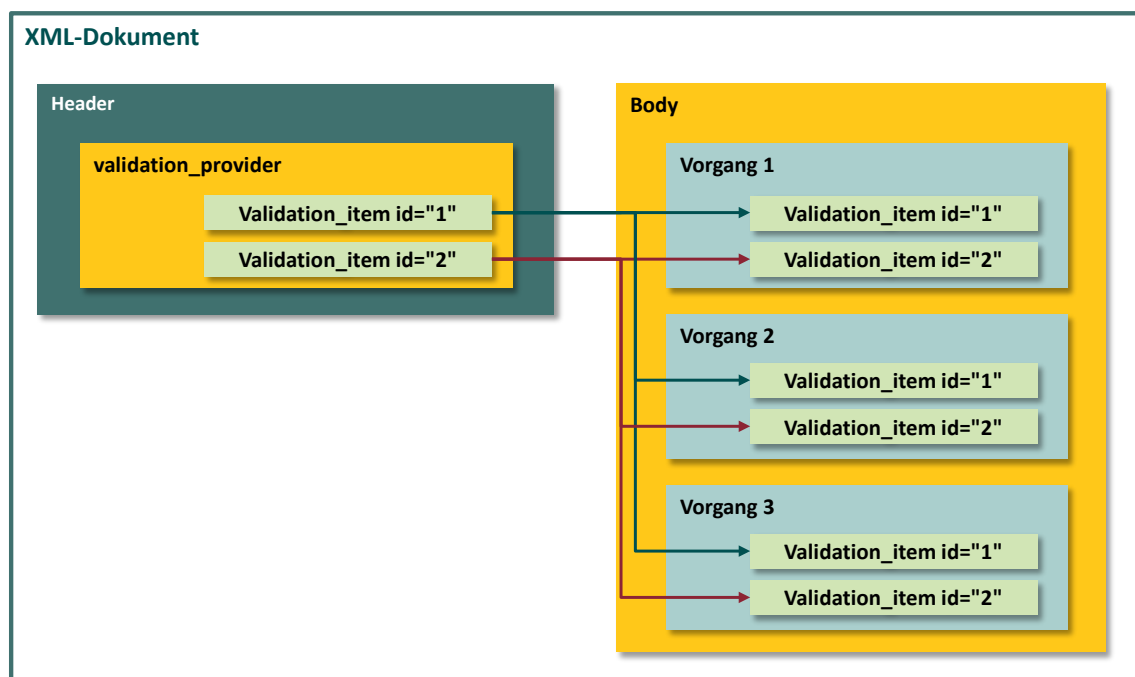 XML-Dokument
Header
validation_provider
Validation_item id="1"
Validation_item id="2"
Body
Vorgang 1
Validation_item id="1"
Validation_item id="2"
Vorgang 2
Validation_item id="1"
Validation_item id="2"
Vorgang 3
Validation_item id="1"
Validation_item id="2"